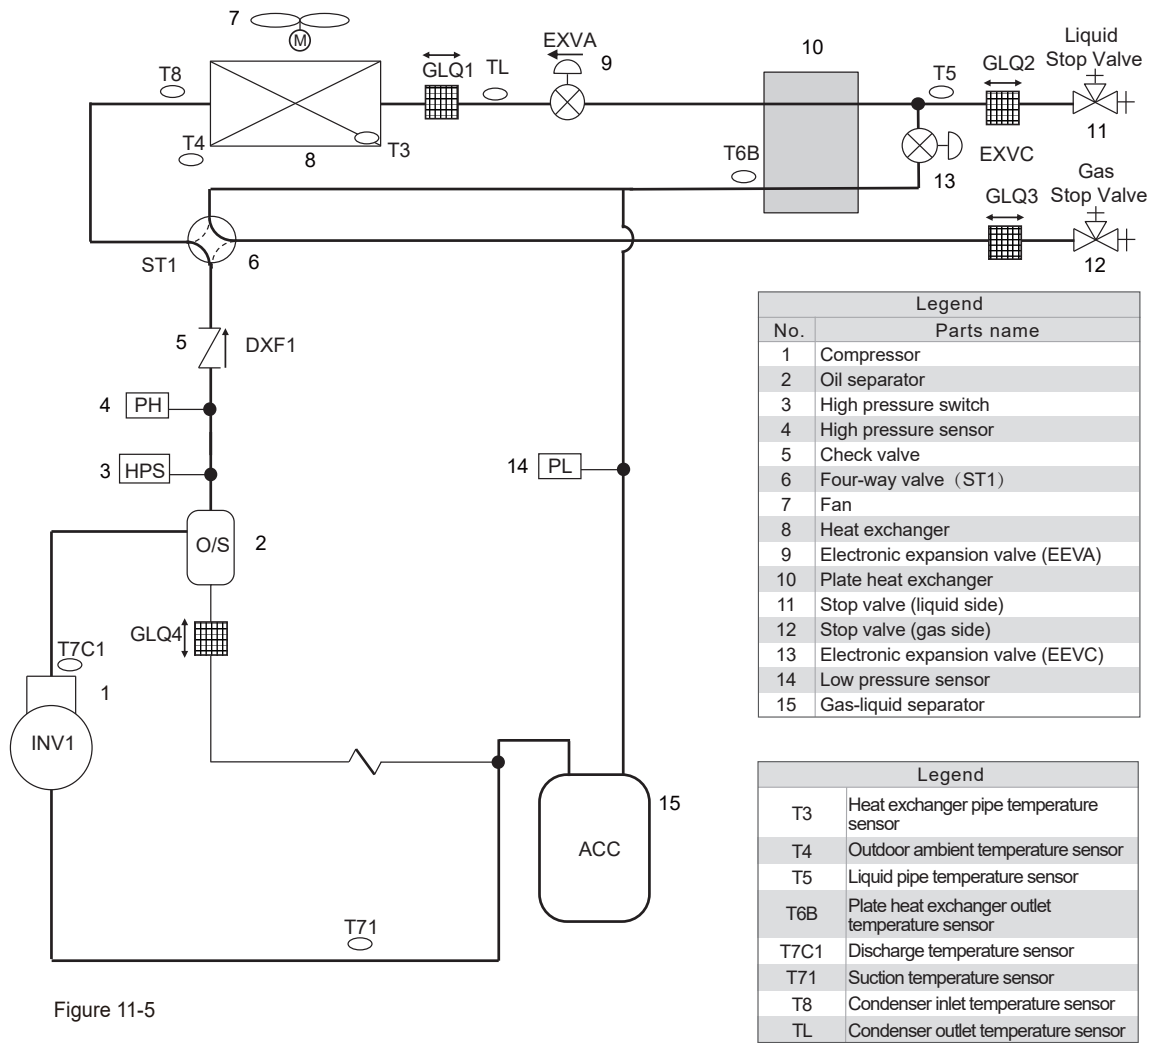 7
M
EXVA
9
10
Liquid
Stop Valve
T8
GLQ1
TL
T5
GLQ2
T4
T3
8
T6B
13
EXVC
11
Gas
Stop Valve
GLQ3
ST1
6
12
5
DXF1
4
PH
3
HPS
14
PL
O/S
2
GLQ4
T7C1
1
INV1
15
ACC
T71
Figure 11-5
Legend
No. Parts name
1 Compressor
2 Oil separator
3 High pressure switch
4 High pressure sensor
5 Check valve
6 Four-way valve（ST1）
7 Fan
8 Heat exchanger
9 Electronic expansion valve (EEVA)
10 Plate heat exchanger
11 Stop valve (liquid side)
12 Stop valve (gas side)
13 Electronic expansion valve (EEVC)
14 Low pressure sensor
15 Gas-liquid separator
Legend
T3 Heat exchanger pipe temperature
sensor
T4 Outdoor ambient temperature sensor
T5 Liquid pipe temperature sensor
T6B Plate heat exchanger outlet
temperature sensor
T7C1 Discharge temperature sensor
T71 Suction temperature sensor
T8 Condenser inlet temperature sensor
TL Condenser outlet temperature sensor